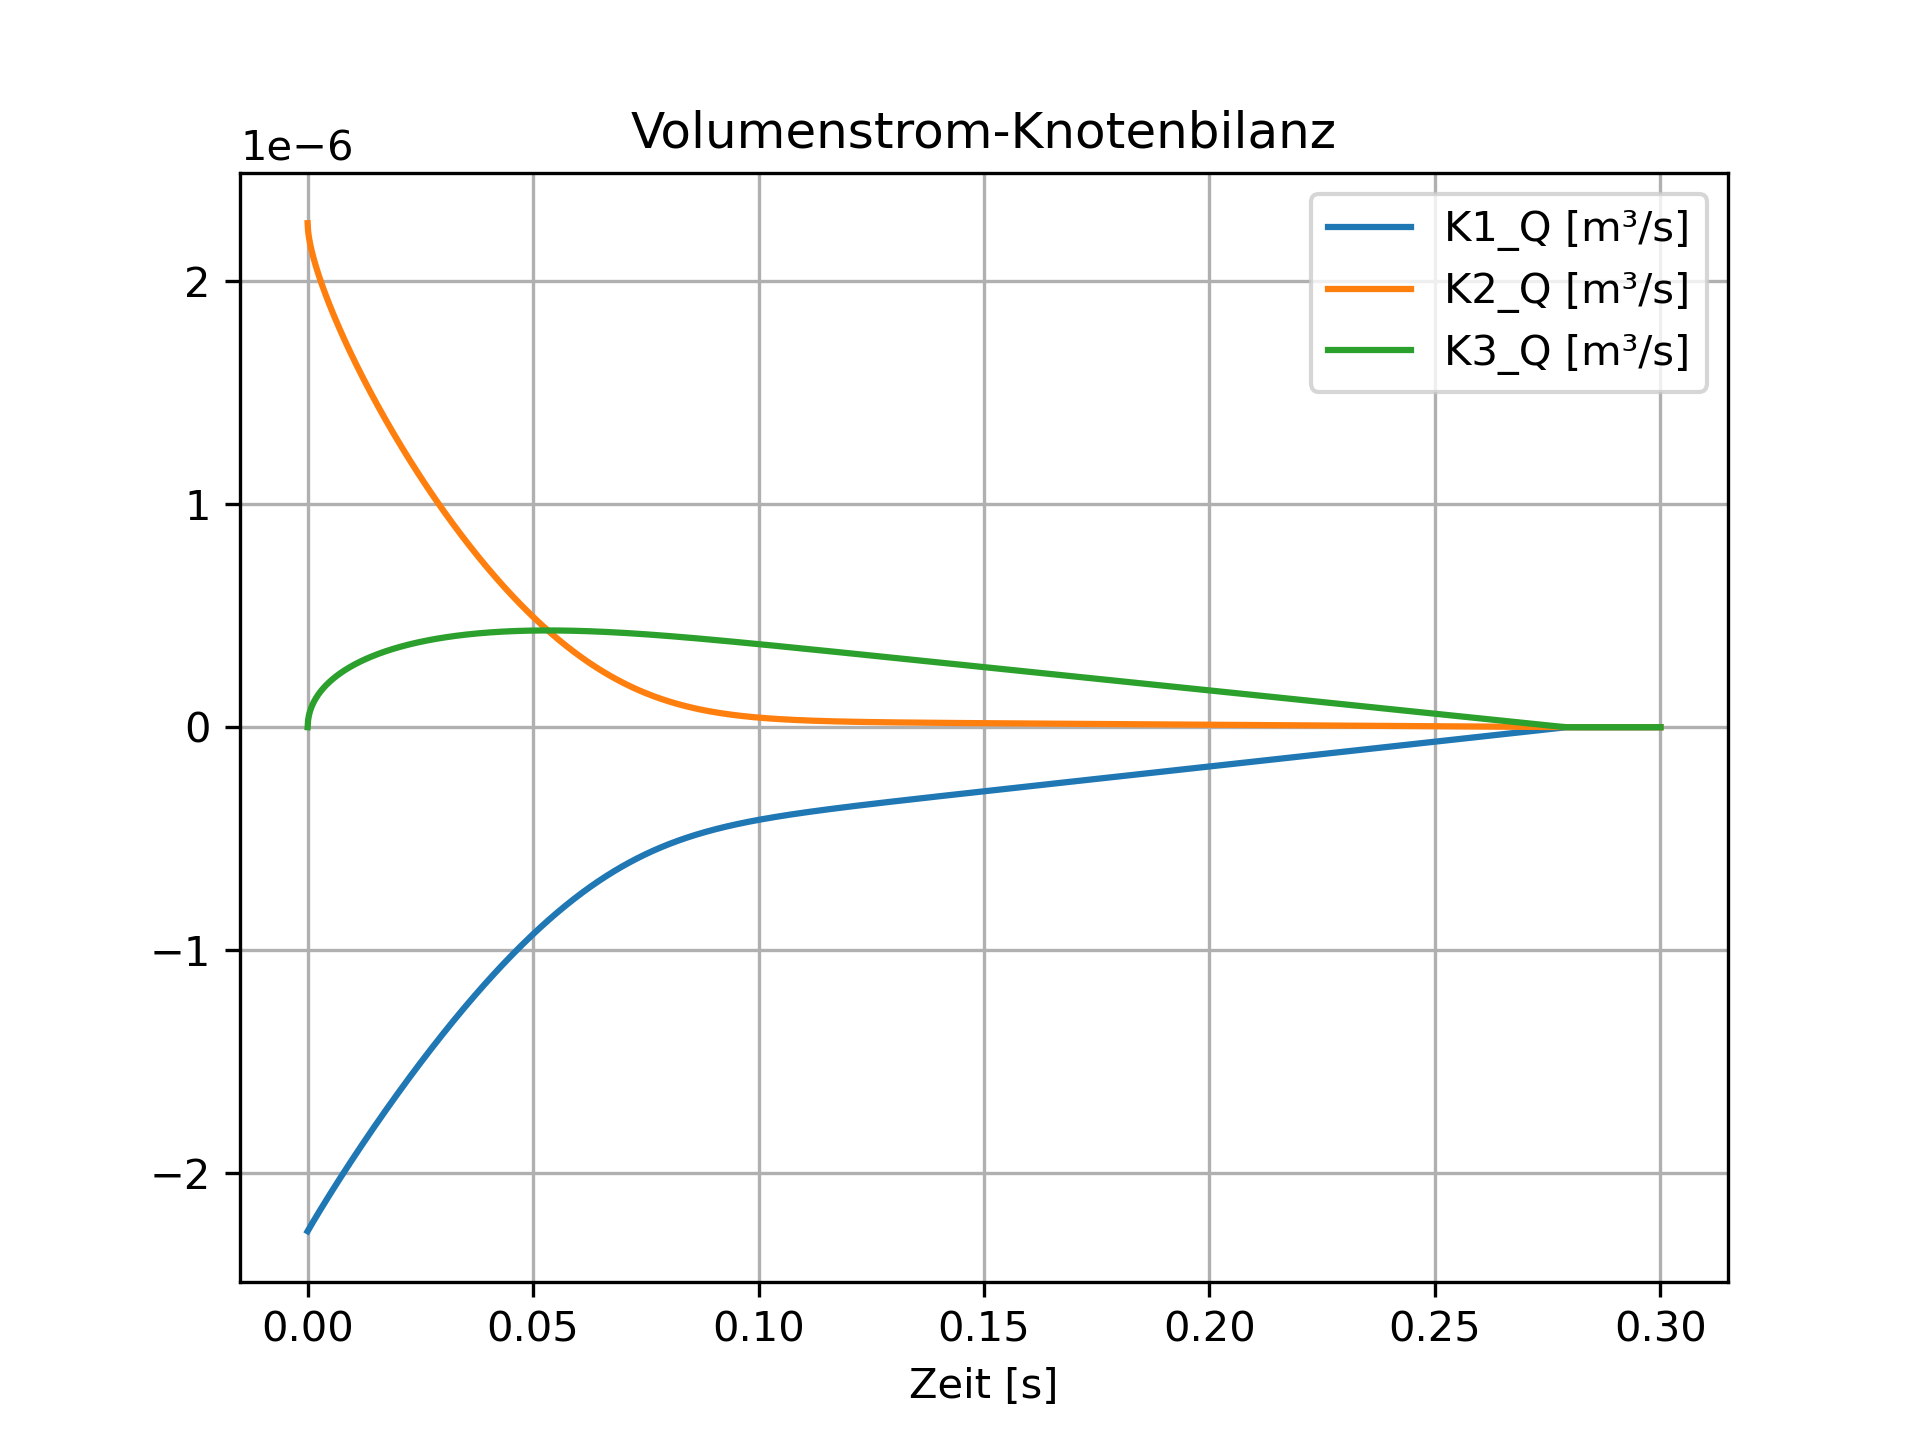 Volumenstrom-Knotenbilanz
1e−6
K1_Q [m³/s]
K2_Q [m³/s]
K3_Q [m³/s]
2
1
0
−1
−2
0.00 0.05 0.10 0.15 0.20 0.25 0.30
Zeit [s]